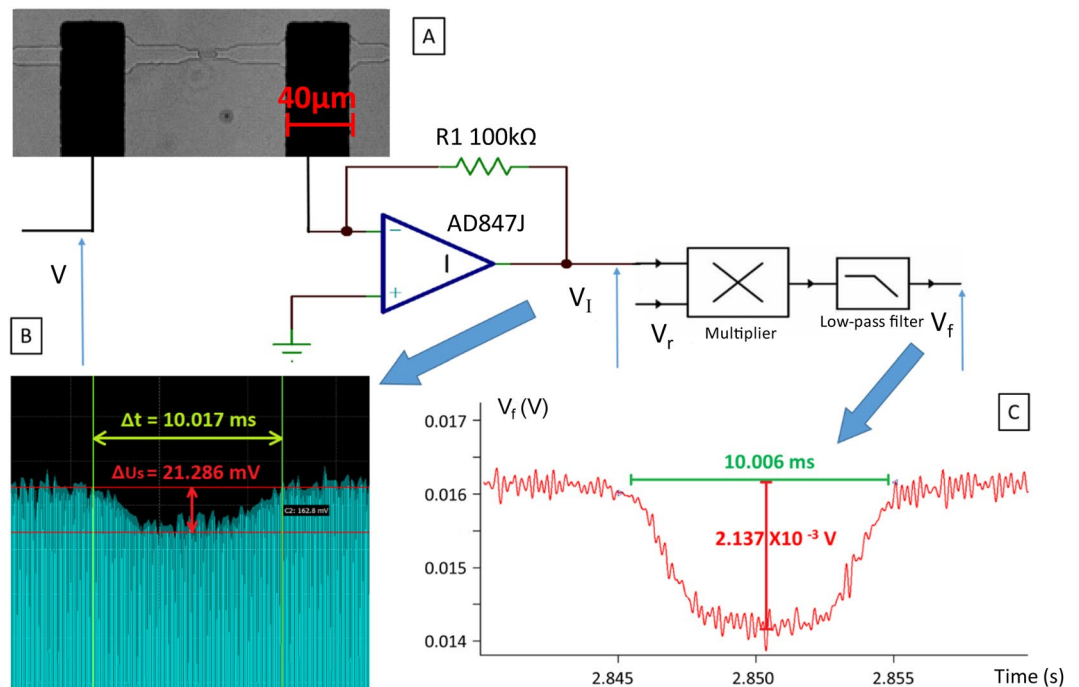 A
40μm
R1 100kΩ
AD847J
−
+
V
V_I
V_r
Multiplier
Low-pass filter
V_f
B
Δt = 10.017 ms
ΔUs = 21.286 mV
C2: 162.8 mV
C
V_f (V)
0.017
0.016
0.015
0.014
10.006 ms
2.137 X10 ⁻³ V
2.845
2.850
2.855
Time (s)